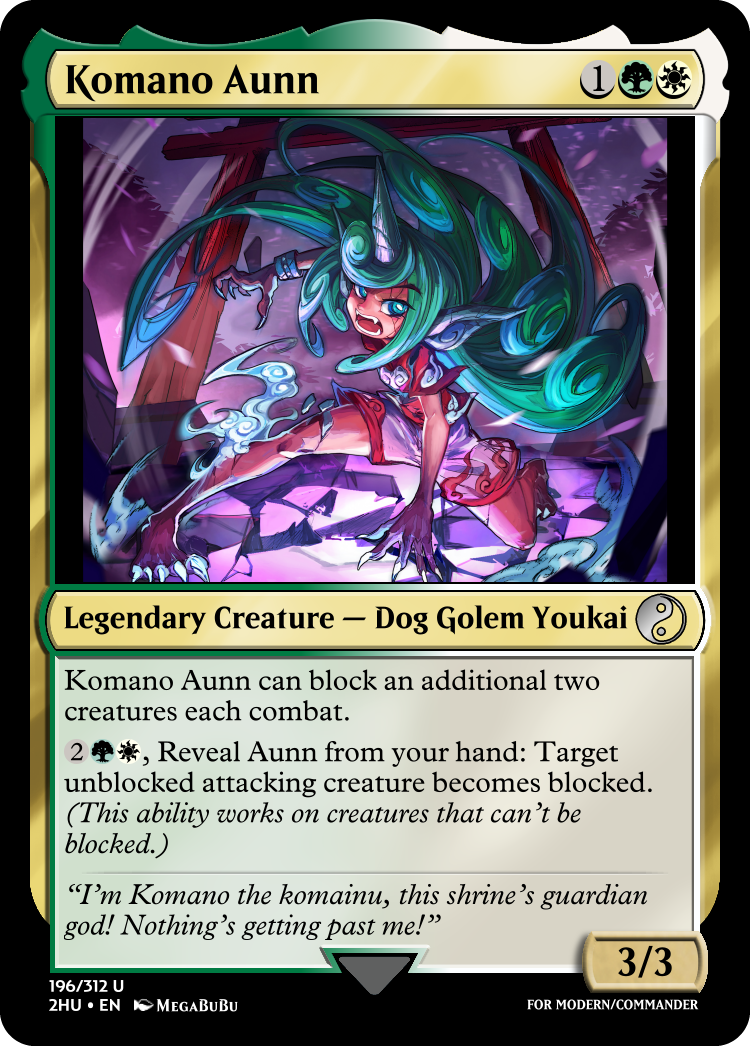 Komano Aunn 1
Legendary Creature — Dog Golem Youkai
Komano Aunn can block an additional two
creatures each combat.
2, Reveal Aunn from your hand: Target
unblocked attacking creature becomes blocked.
(This ability works on creatures that can't be
blocked.)
“I'm Komano the komainu, this shrine's guardian
god! Nothing's getting past me!”
3/3
196/312 U
2HU • EN MegaBuBu
FOR MODERN/COMMANDER